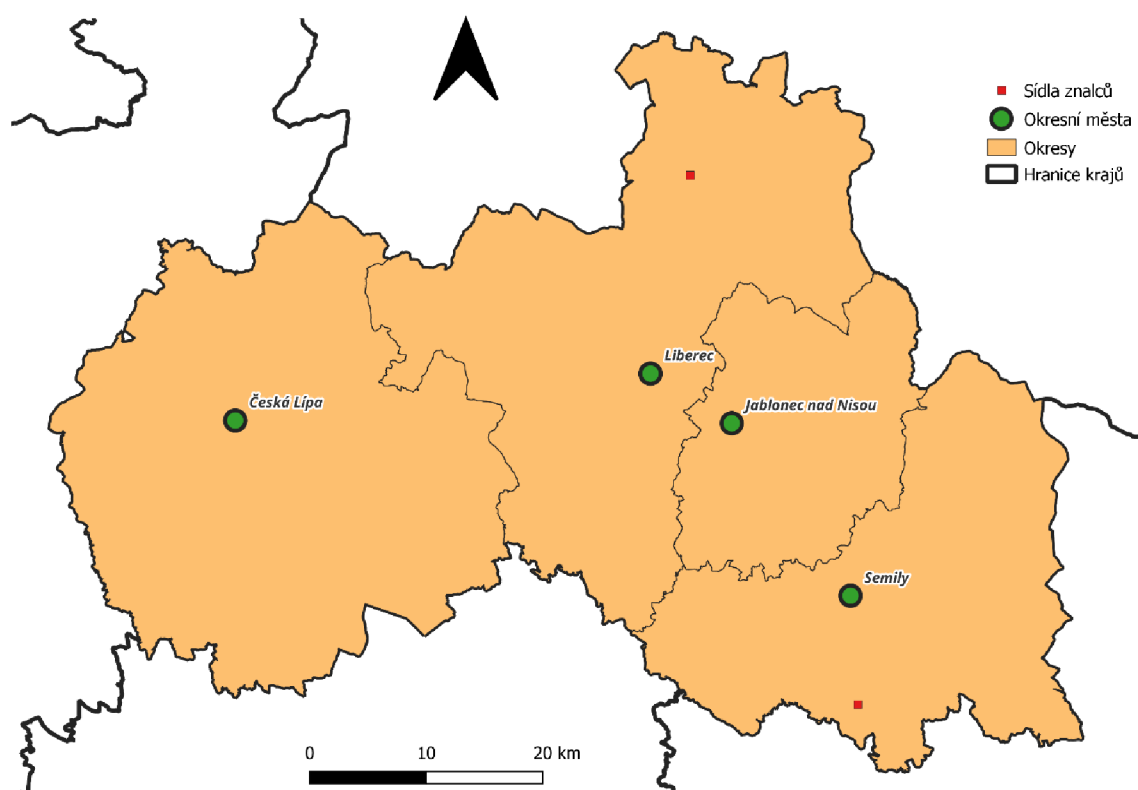 Sídla znalců
Okresní města
Okresy
Hranice krajů
Liberec
Česká Lípa
Jablonec nad Nisou
Semily
0 10 20 km